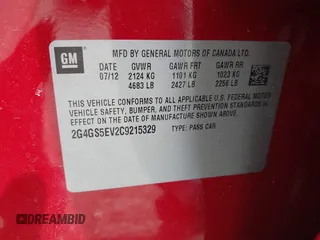 GM
MFD BY GENERAL MOTORS OF CANADA LTD.
DATE GVWR GAWR FRT GAWR RR
07/12 2124 KG 1101 KG 1023 KG
4683 LB 2427 LB 2256 LB
THIS VEHICLE CONFORMS TO ALL APPLICABLE U.S. FEDERAL MOTOR
VEHICLE SAFETY, BUMPER, AND THEFT PREVENTION STANDARDS IN
EFFECT ON THE DATE OF MANUFACTURE SHOWN ABOVE.
2G4GS5EV2C9215329 TYPE: PASS CAR
DREAMBID